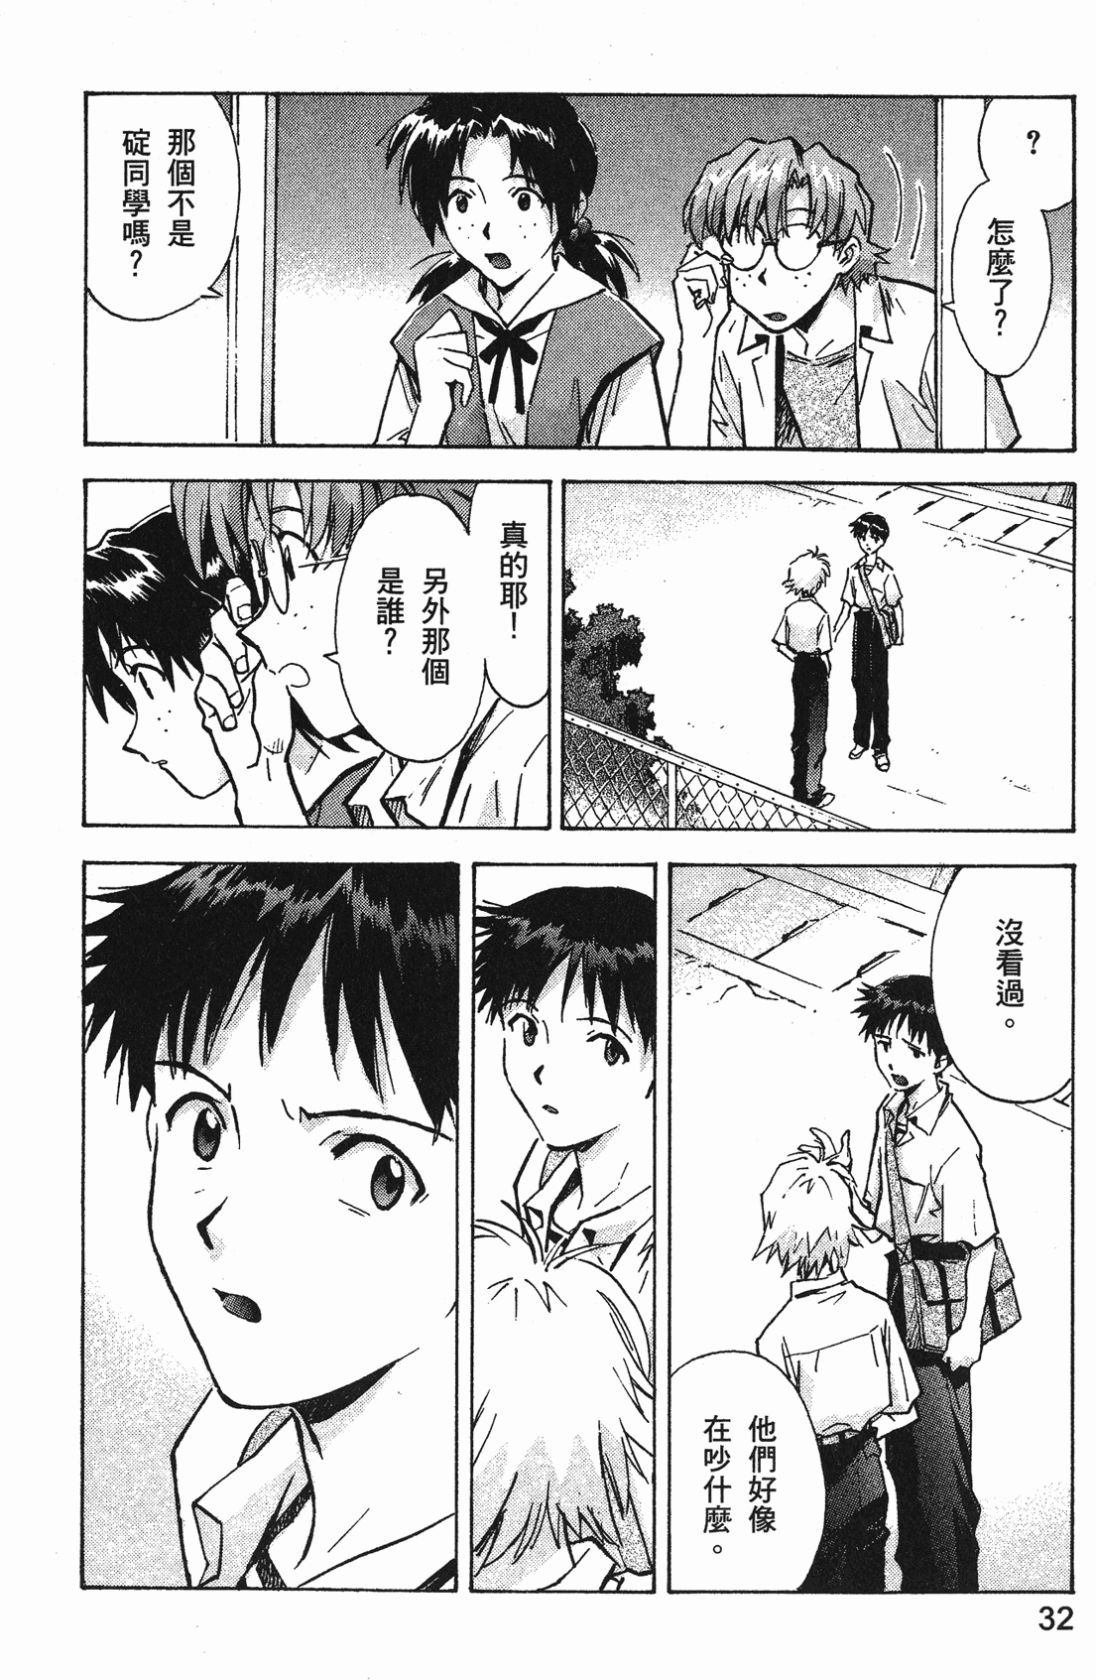 ？
怎麼了？
那個不是
碇同學嗎？
真的耶！
另外那個
是誰？
沒看過。
他們好像
在吵什麼。
32